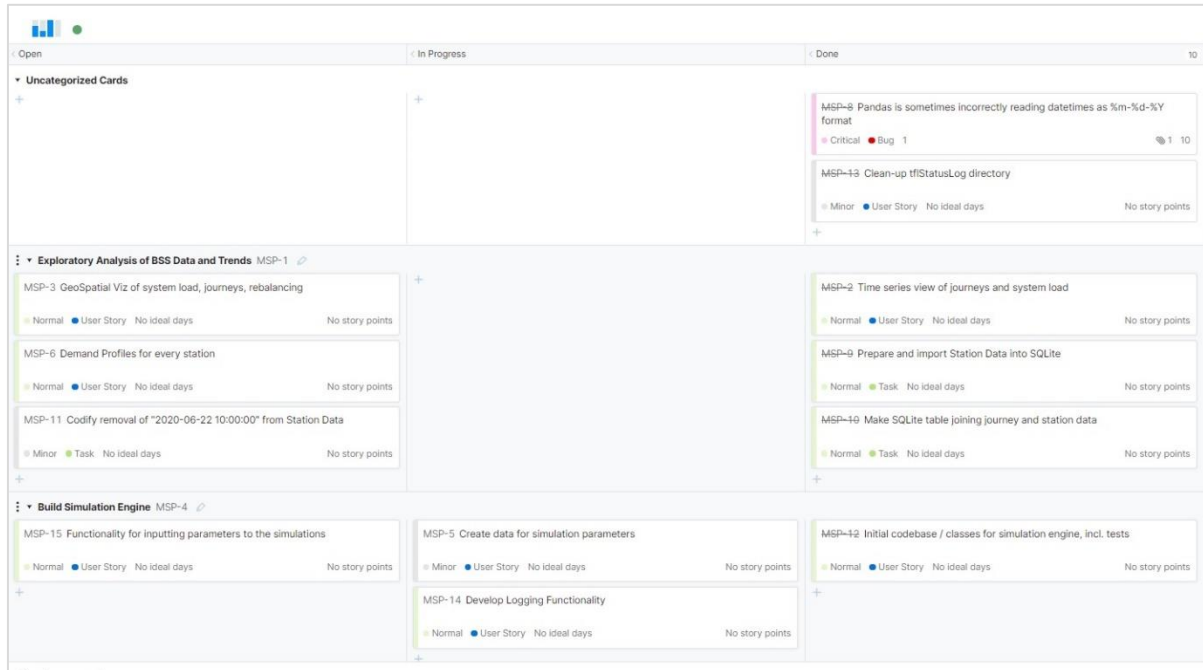 Open
In Progress
Done 10
Uncategorized Cards
MSP-8 Pandas is sometimes incorrectly reading datetimes as %m-%d-%Y
format
Critical Bug 1 1 10
MSP-13 Clean-up tflStatusLog directory
Minor User Story No ideal days No story points
Exploratory Analysis of BSS Data and Trends MSP-1
MSP-3 GeoSpatial Viz of system load, journeys, rebalancing
Normal User Story No ideal days No story points
MSP-6 Demand Profiles for every station
Normal User Story No ideal days No story points
MSP-11 Codify removal of "2020-06-22 10:00:00" from Station Data
Minor Task No ideal days No story points
MSP-2 Time series view of journeys and system load
Normal User Story No ideal days No story points
MSP-9 Prepare and import Station Data into SQLite
Normal Task No ideal days No story points
MSP-10 Make SQLite table joining journey and station data
Normal Task No ideal days No story points
Build Simulation Engine MSP-4
MSP-15 Functionality for inputting parameters to the simulations
Normal User Story No ideal days No story points
MSP-5 Create data for simulation parameters
Minor User Story No ideal days No story points
MSP-14 Develop Logging Functionality
Normal User Story No ideal days No story points
MSP-12 Initial codebase / classes for simulation engine, incl. tests
Normal User Story No ideal days No story points